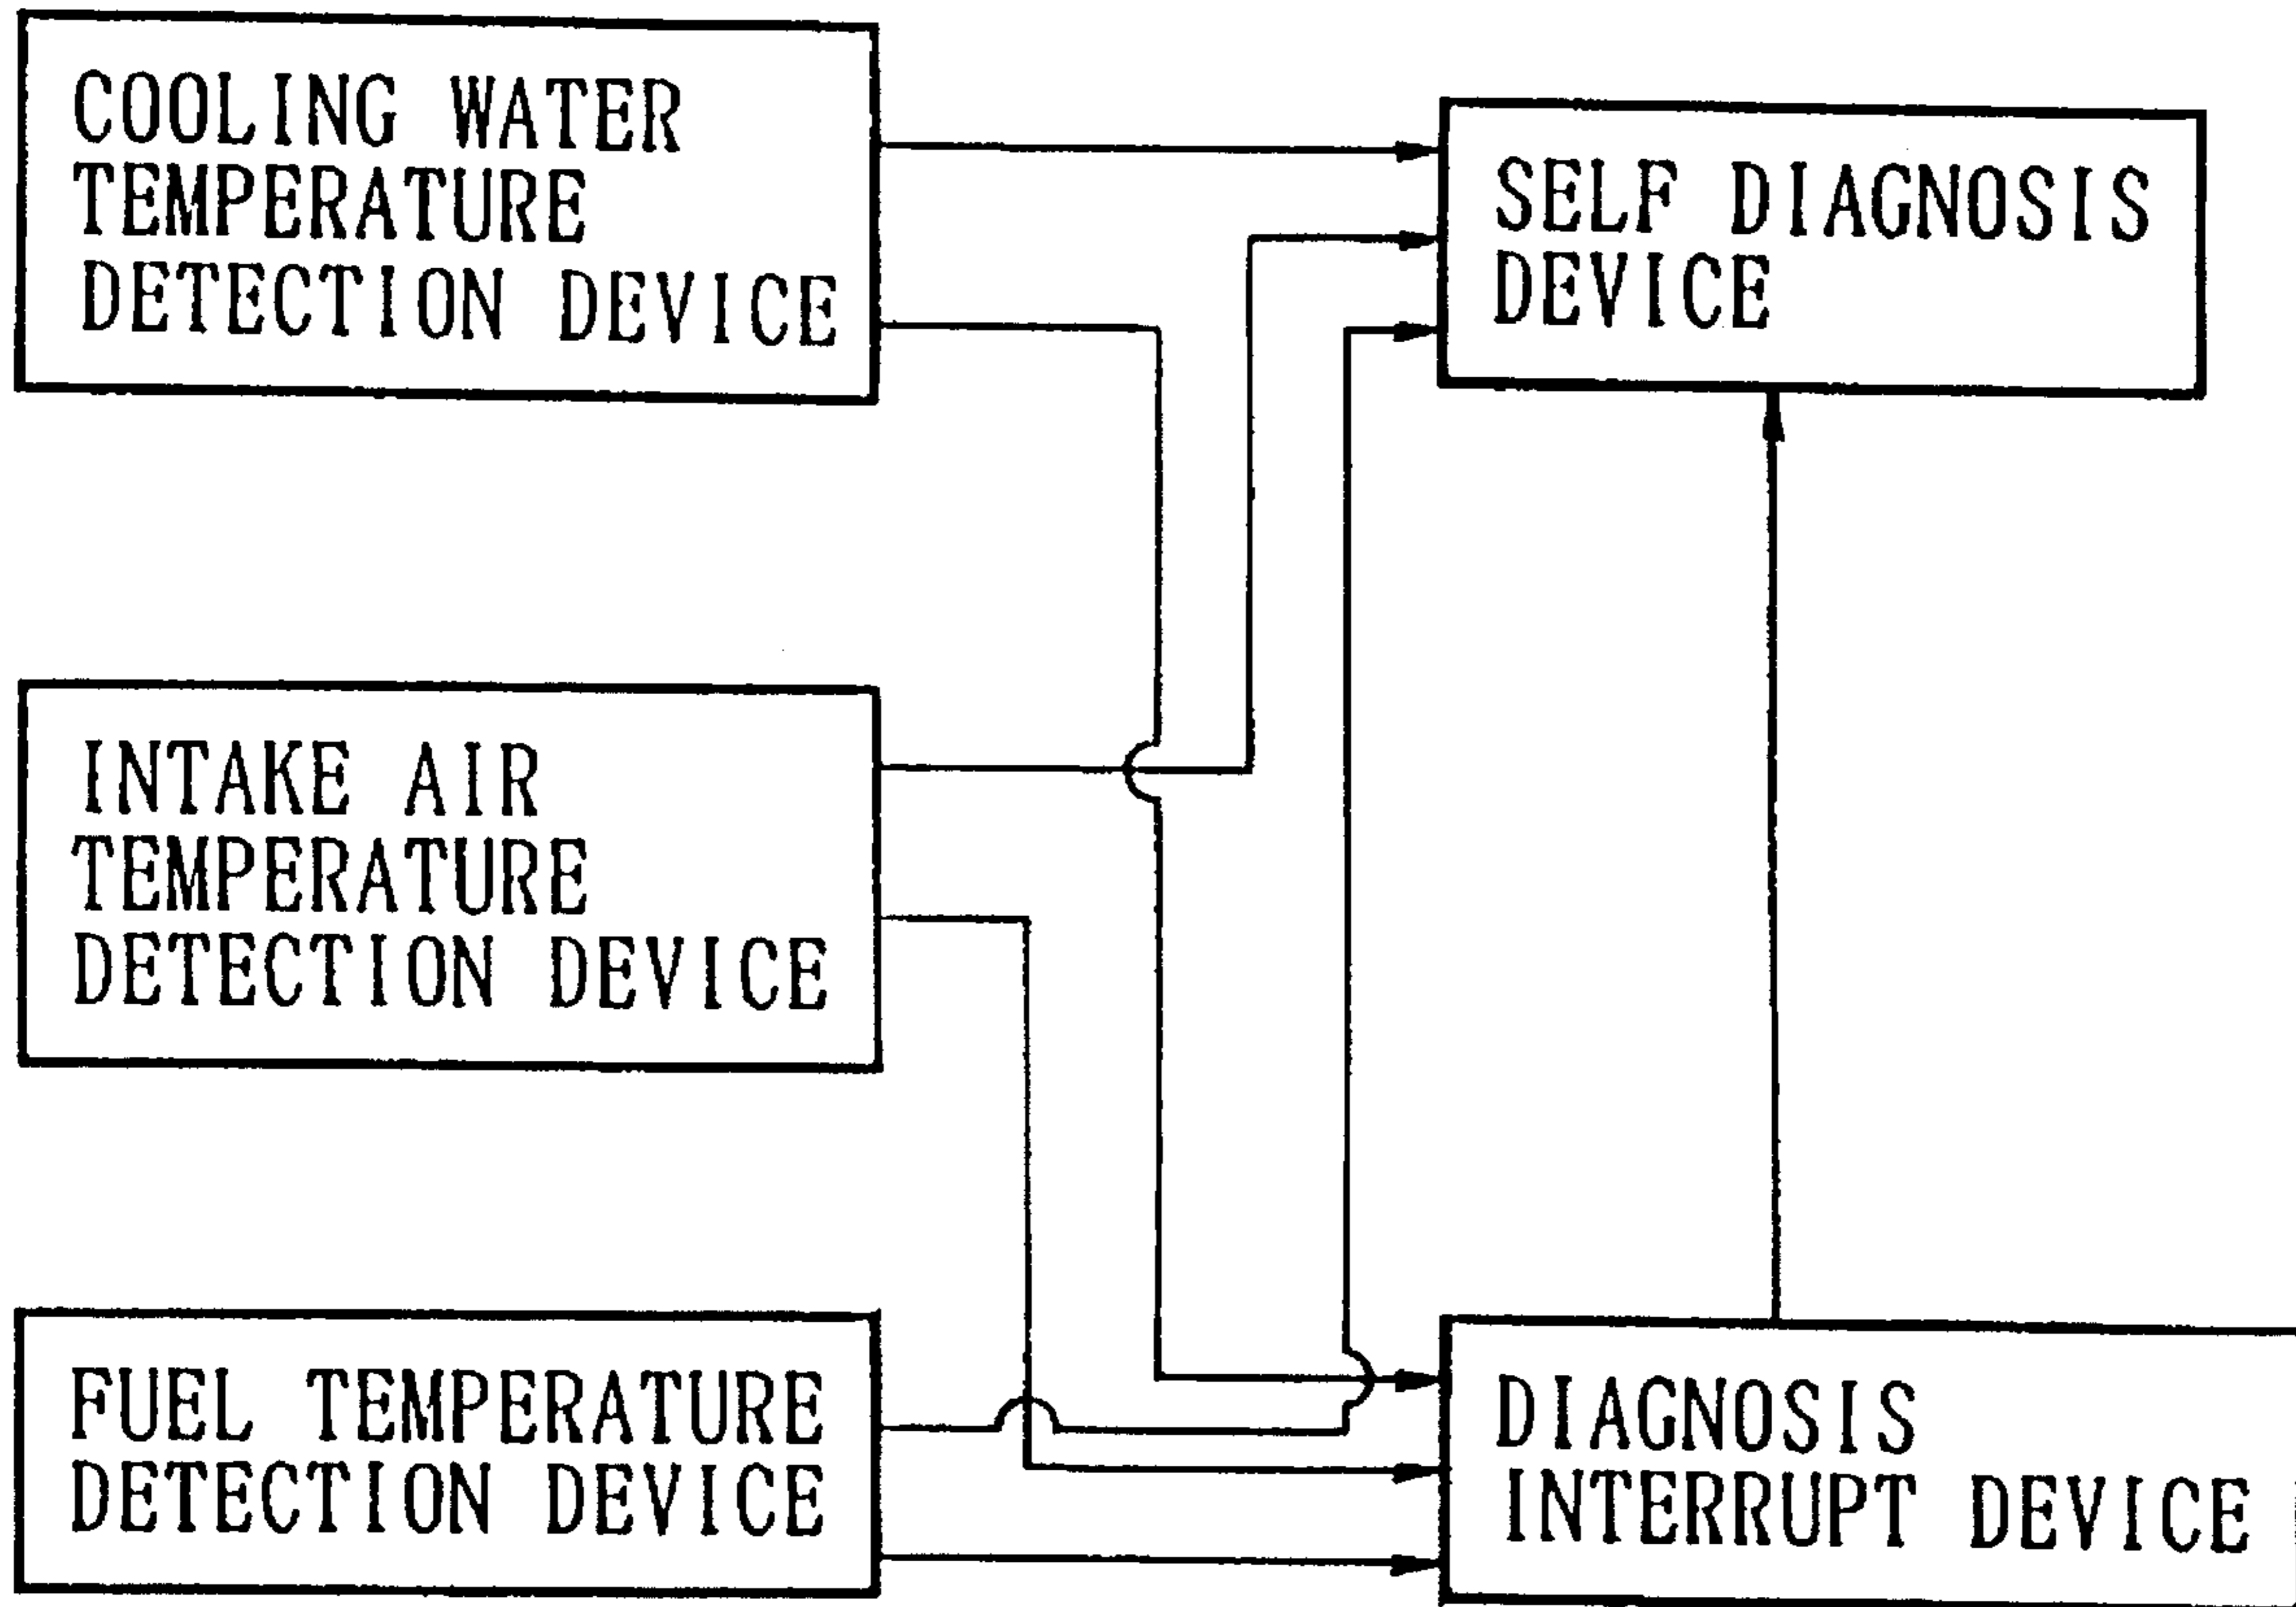 COOLING WATER
TEMPERATURE
DETECTION DEVICE
SELF DIAGNOSIS
DEVICE
INTAKE AIR
TEMPERATURE
DETECTION DEVICE
FUEL TEMPERATURE
DETECTION DEVICE
DIAGNOSIS
INTERRUPT DEVICE